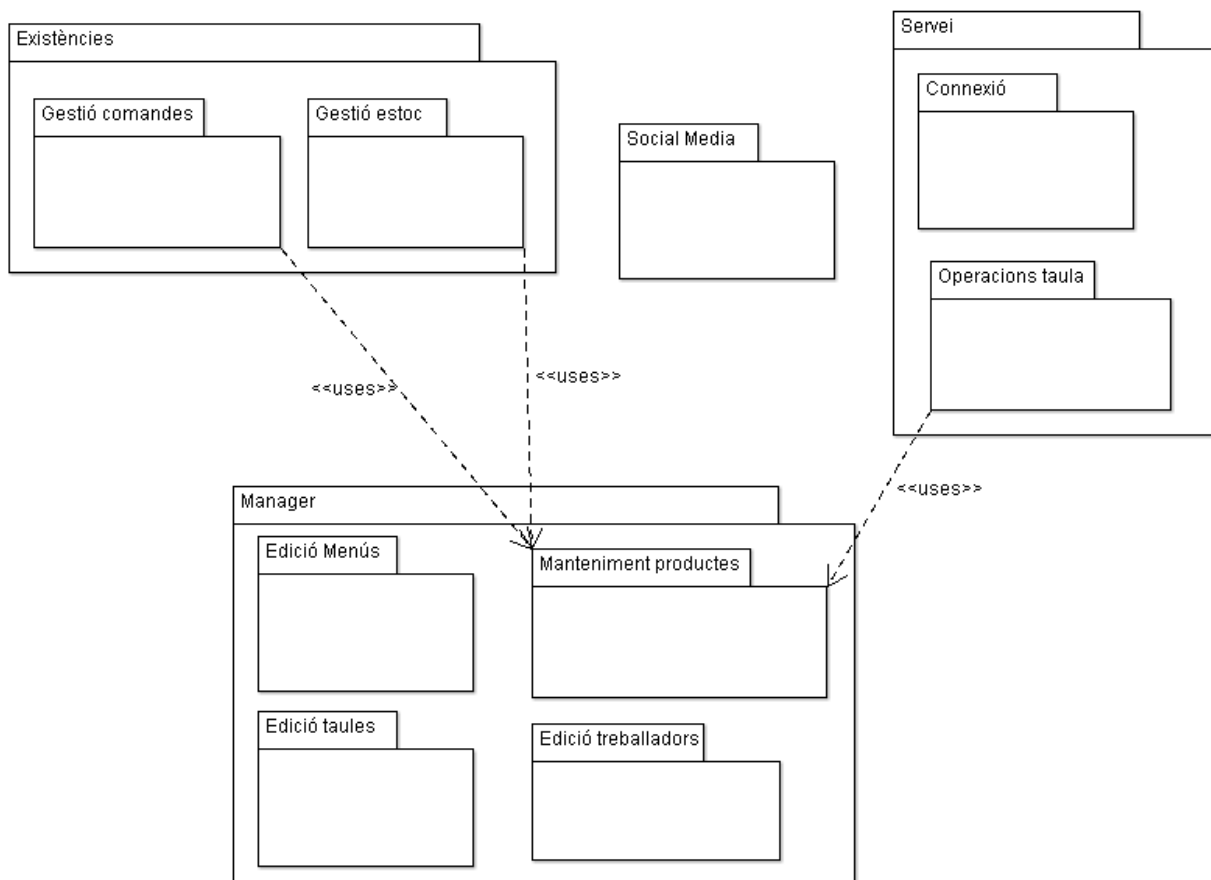 Existències
Gestió comandes
Gestió estoc
Social Media
Servei
Connexió
Operacions taula
<<uses>>
<<uses>>
<<uses>>
Manager
Edició Menús
Manteniment productes
Edició taules
Edició treballadors